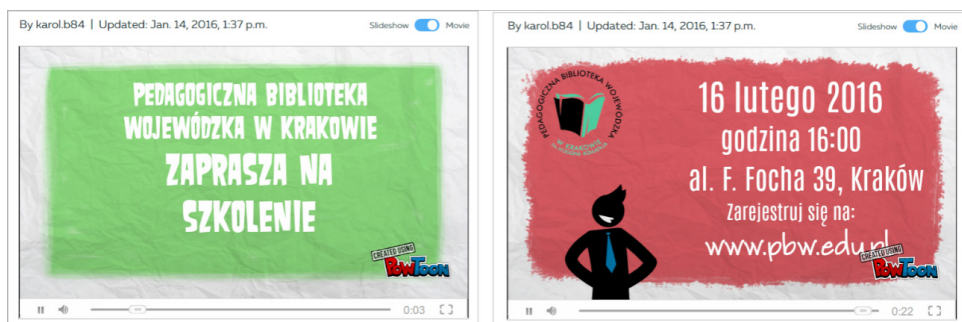 By karol.b84 | Updated: Jan. 14, 2016, 1:37 p.m.
Slideshow Movie
PEDAGOGICZNA BIBLIOTEKA
WOJEWÓDZKA W KRAKOWIE
ZAPRASZA NA
SZKOLENIE
CREATED USING
POWTOON
0:03
By karol.b84 | Updated: Jan. 14, 2016, 1:37 p.m.
Slideshow Movie
PEDAGOGICZNA BIBLIOTEKA WOJEWÓDZKA
W KRAKOWIE
16 lutego 2016
godzina 16:00
al. F. Focha 39, Kraków
Zarejestruj się na:
www.pbw.edu.pl
CREATED USING
POWTOON
0:22